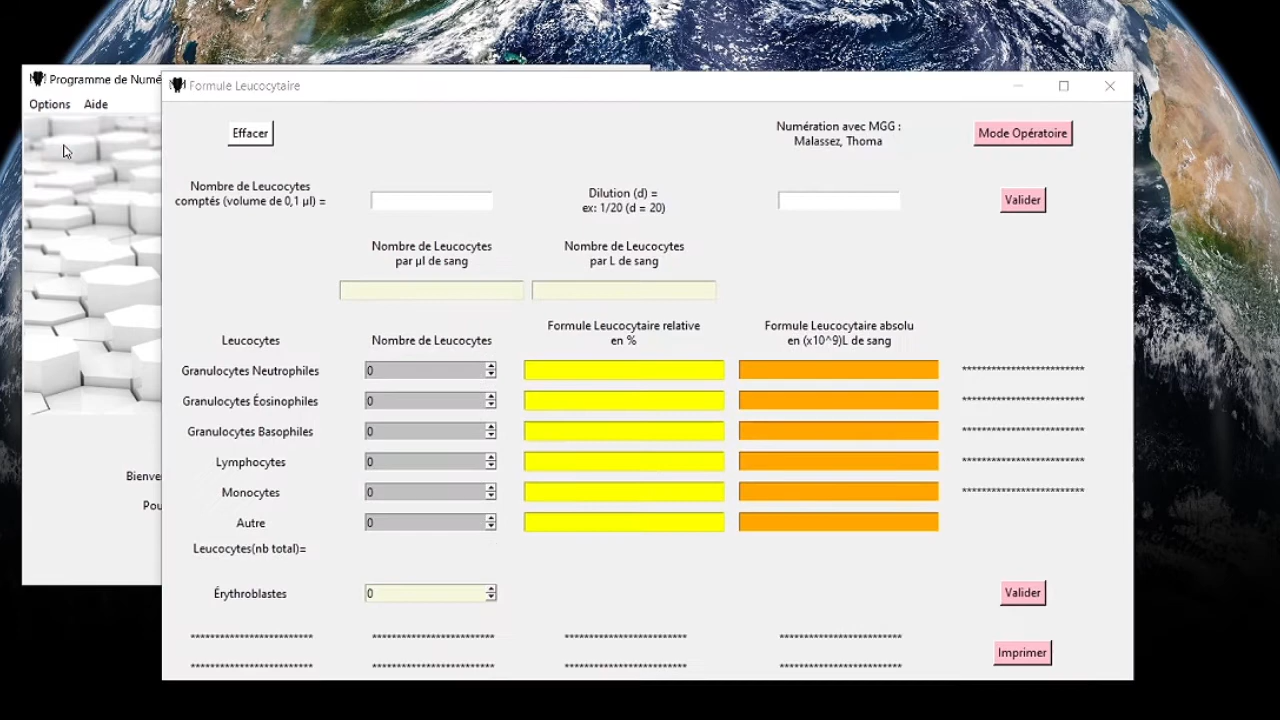 Programme de Numé
Options Aide
Bienve
Pou
Formule Leucocytaire
Effacer
Numération avec MGG :
Malassez, Thoma
Mode Opératoire
Nombre de Leucocytes
comptés (volume de 0,1 µl) =
Dilution (d) =
ex: 1/20 (d = 20)
Valider
Nombre de Leucocytes
par µl de sang
Nombre de Leucocytes
par L de sang
Leucocytes
Nombre de Leucocytes
Formule Leucocytaire relative
en %
Formule Leucocytaire absolu
en (x10^9)L de sang
Granulocytes Neutrophiles 0 *************************
Granulocytes Éosinophiles 0 *************************
Granulocytes Basophiles 0 *************************
Lymphocytes 0 *************************
Monocytes 0 *************************
Autre 0
Leucocytes(nb total)=
Érythroblastes 0 Valider
************************* ************************* ************************* *************************
Imprimer
************************* ************************* ************************* *************************